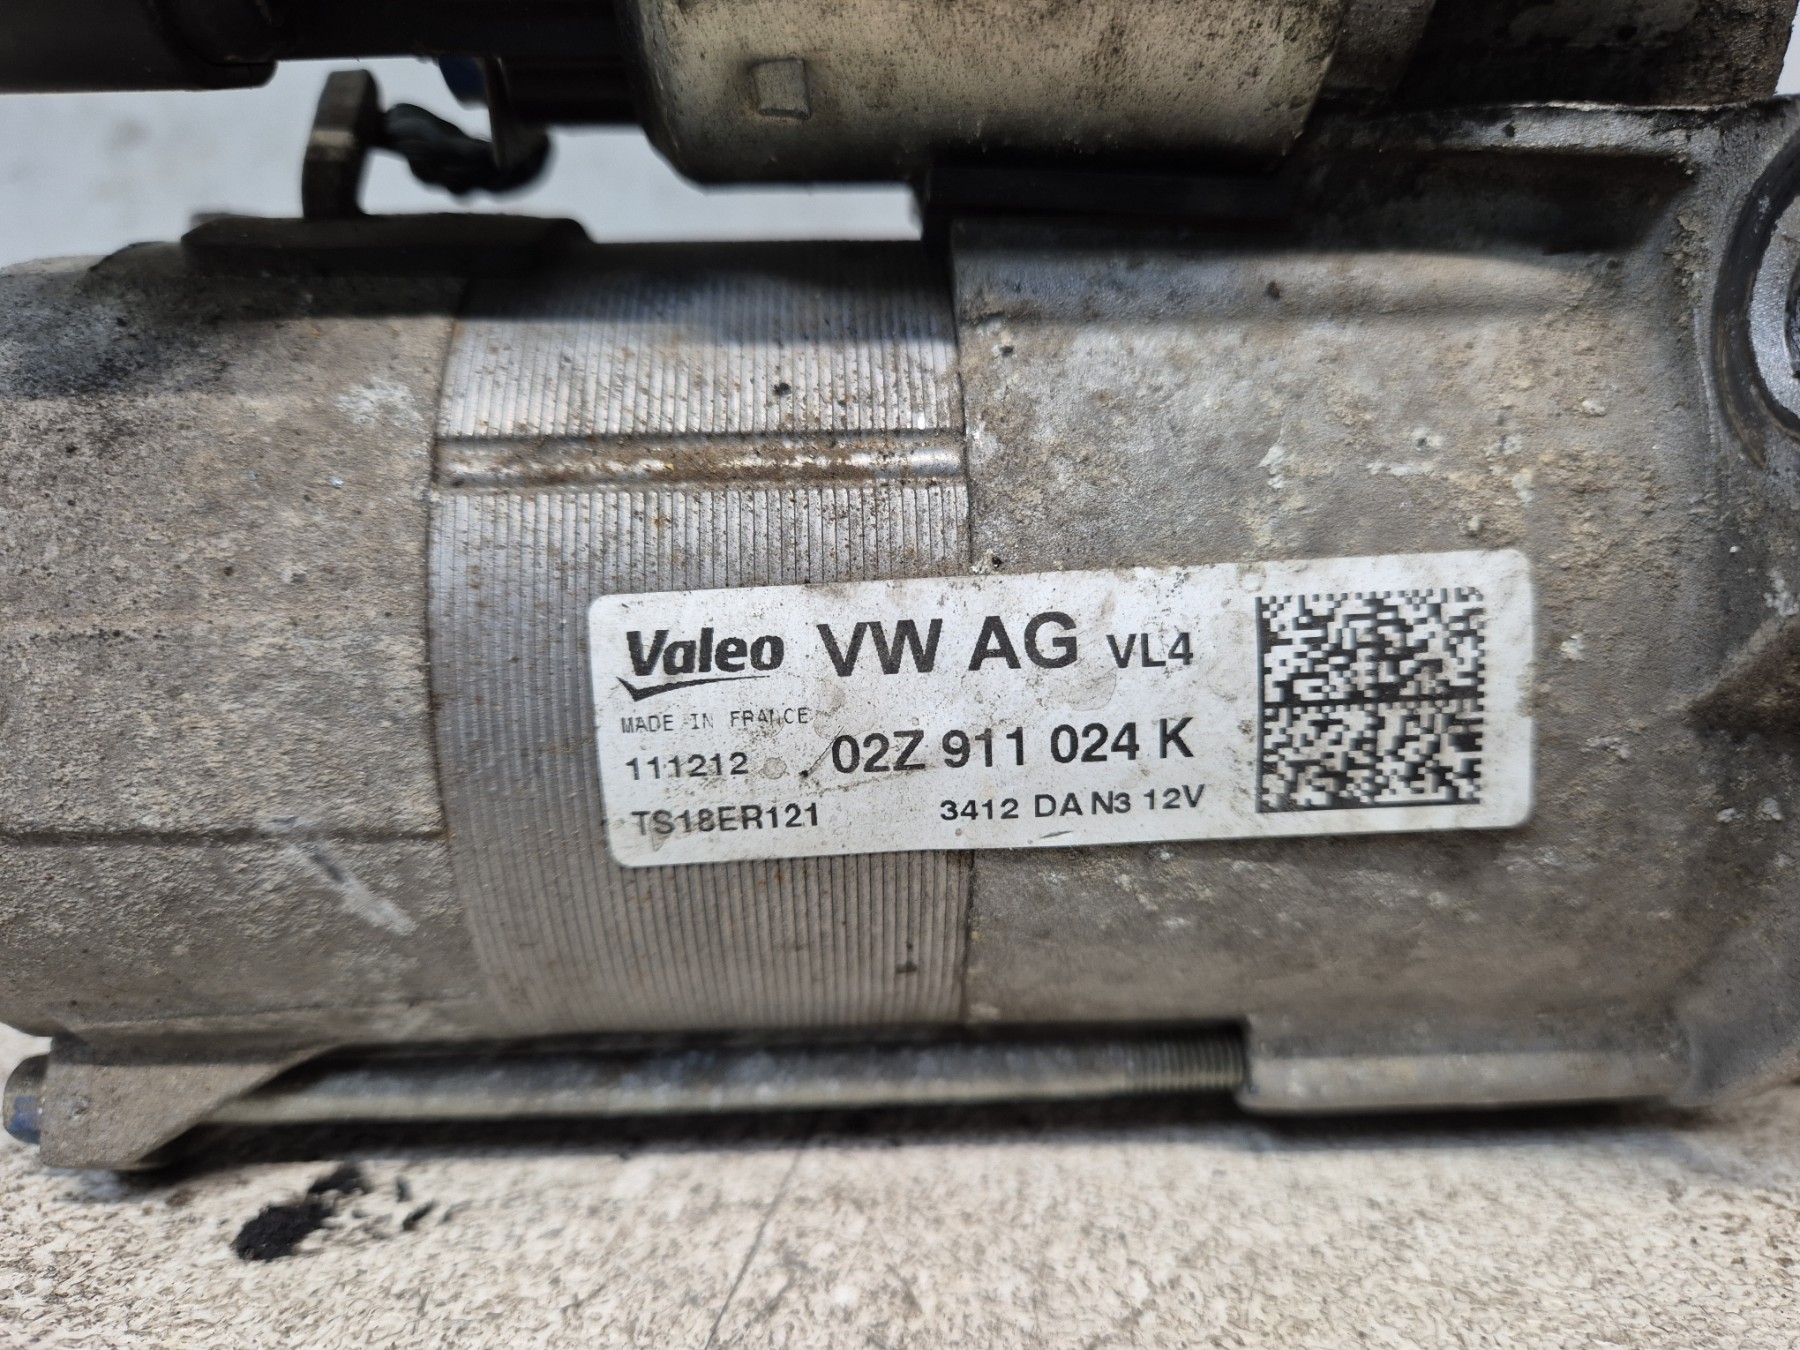 Valeo VW AG VL4
MADE IN FRANCE
111212 02Z 911 024 K
TS18ER121 3412 DA N3 12V